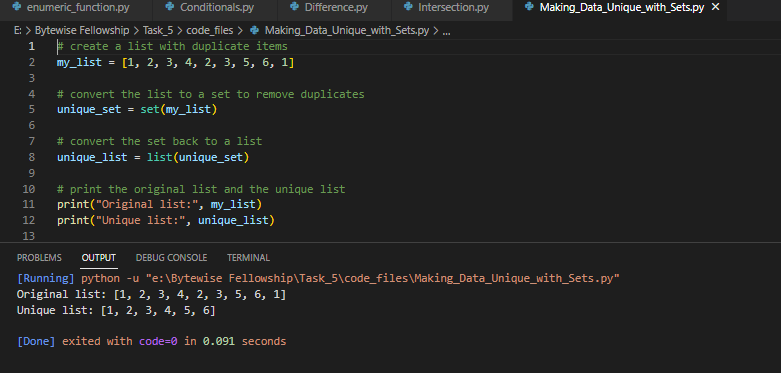 enumeric_function.py Conditionals.py Difference.py Intersection.py Making_Data_Unique_with_Sets.py ×
E: > Bytewise Fellowship > Task_5 > code_files > Making_Data_Unique_with_Sets.py > ...
1 # create a list with duplicate items
2 my_list = [1, 2, 3, 4, 2, 3, 5, 6, 1]
3
4 # convert the list to a set to remove duplicates
5 unique_set = set(my_list)
6
7 # convert the set back to a list
8 unique_list = list(unique_set)
9
10 # print the original list and the unique list
11 print("Original list:", my_list)
12 print("Unique list:", unique_list)
13
PROBLEMS OUTPUT DEBUG CONSOLE TERMINAL
[Running] python -u "e:\Bytewise Fellowship\Task_5\code_files\Making_Data_Unique_with_Sets.py"
Original list: [1, 2, 3, 4, 2, 3, 5, 6, 1]
Unique list: [1, 2, 3, 4, 5, 6]
[Done] exited with code=0 in 0.091 seconds